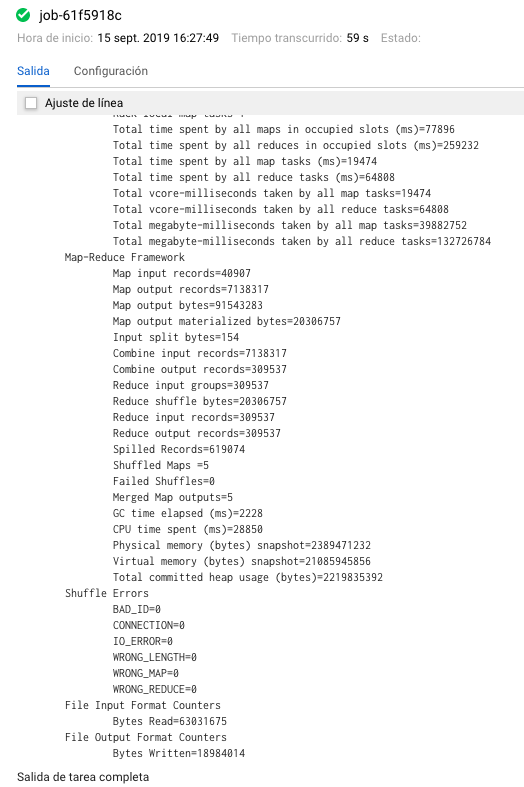 job-61f5918c
Hora de inicio: 15 sept. 2019 16:27:49 Tiempo transcurrido: 59 s Estado:
Salida Configuración
Ajuste de línea
Total time spent by all maps in occupied slots (ms)=77896
Total time spent by all reduces in occupied slots (ms)=259232
Total time spent by all map tasks (ms)=19474
Total time spent by all reduce tasks (ms)=64808
Total vcore-milliseconds taken by all map tasks=19474
Total vcore-milliseconds taken by all reduce tasks=64808
Total megabyte-milliseconds taken by all map tasks=39882752
Total megabyte-milliseconds taken by all reduce tasks=132726784
Map-Reduce Framework
Map input records=40907
Map output records=7138317
Map output bytes=91543283
Map output materialized bytes=20306757
Input split bytes=154
Combine input records=7138317
Combine output records=309537
Reduce input groups=309537
Reduce shuffle bytes=20306757
Reduce input records=309537
Reduce output records=309537
Spilled Records=619074
Shuffled Maps =5
Failed Shuffles=0
Merged Map outputs=5
GC time elapsed (ms)=2228
CPU time spent (ms)=28850
Physical memory (bytes) snapshot=2389471232
Virtual memory (bytes) snapshot=21085945856
Total committed heap usage (bytes)=2219835392
Shuffle Errors
BAD_ID=0
CONNECTION=0
IO_ERROR=0
WRONG_LENGTH=0
WRONG_MAP=0
WRONG_REDUCE=0
File Input Format Counters
Bytes Read=63031675
File Output Format Counters
Bytes Written=18984014
Salida de tarea completa